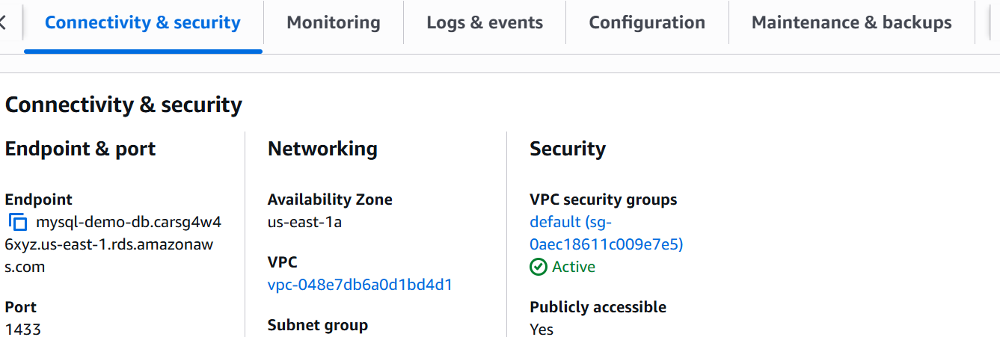 Connectivity & security
Monitoring
Logs & events
Configuration
Maintenance & backups
Connectivity & security
Endpoint & port
Endpoint
mysql-demo-db.carsg4w4
6xyz.us-east-1.rds.amazonaw
s.com
Port
1433
Networking
Availability Zone
us-east-1a
VPC
vpc-048e7db6a0d1bd4d1
Subnet group
Security
VPC security groups
default (sg-
0aec18611c009e7e5)
Active
Publicly accessible
Yes